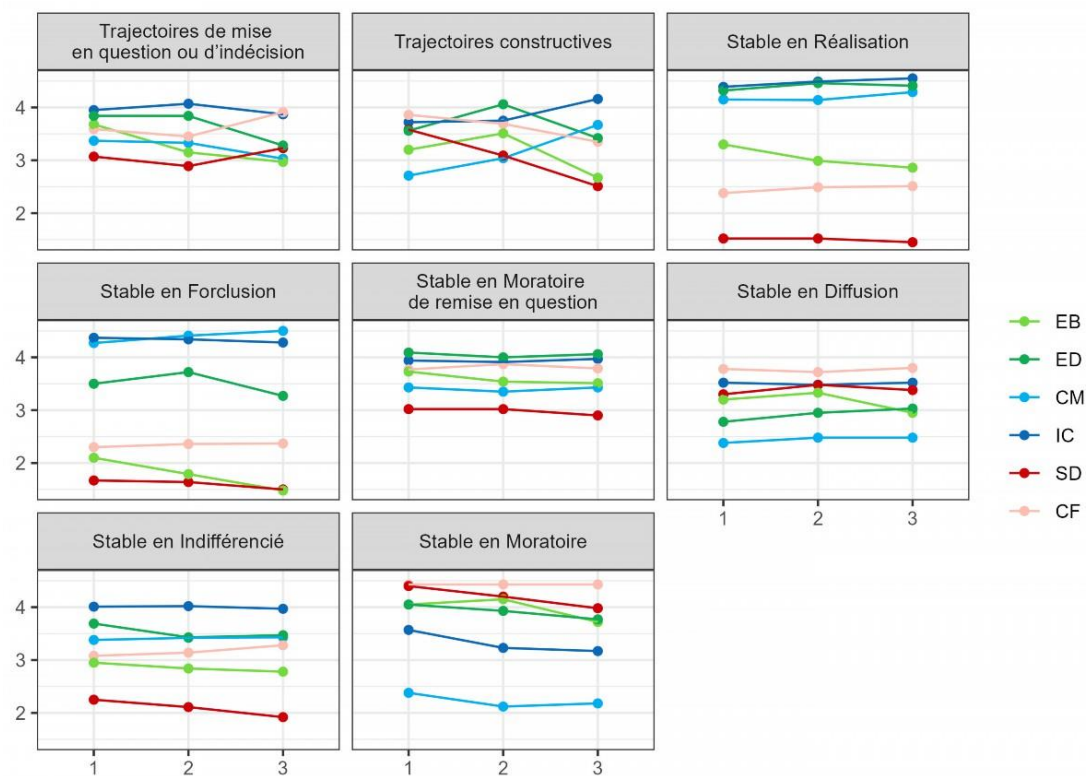 Trajectoires de mise
en question ou d'indécision
Trajectoires constructives
Stable en Réalisation
4
3
2
Stable en Forclusion
Stable en Moratoire
de remise en question
Stable en Diffusion
4
3
2
1 2 3
Stable en Indifférencié
Stable en Moratoire
4
3
2
1 2 3
1 2 3
EB
ED
CM
IC
SD
CF